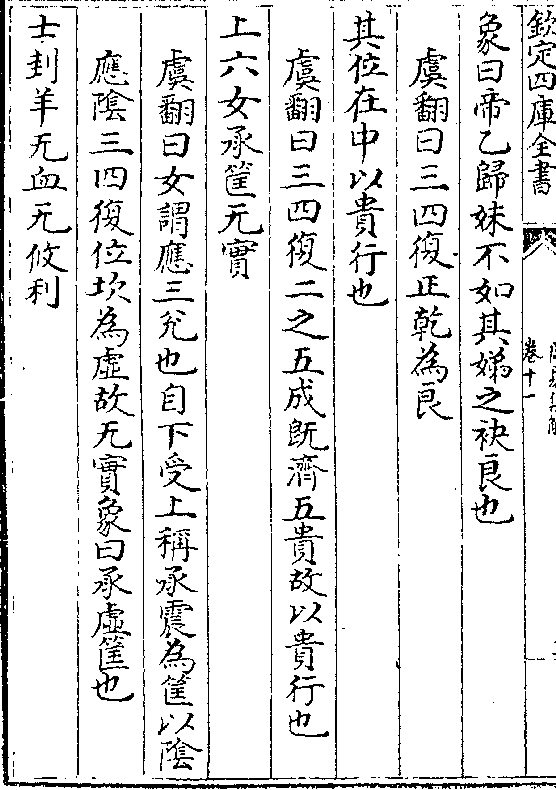 欽定四庫全書
卷十一
象曰帝乙歸妹不如其娣之袂良也
虞翻曰三四復正乾為良
其位在中以貴行也
虞翻曰三四復二之五成既濟五貴故以貴行也
上六女承筐无實
虞翻曰女謂應三兊也自下受上稱承震為筐以陰
應陰三四復位坎為虛故无實象曰承虛筐也
士刲羊无血无攸利